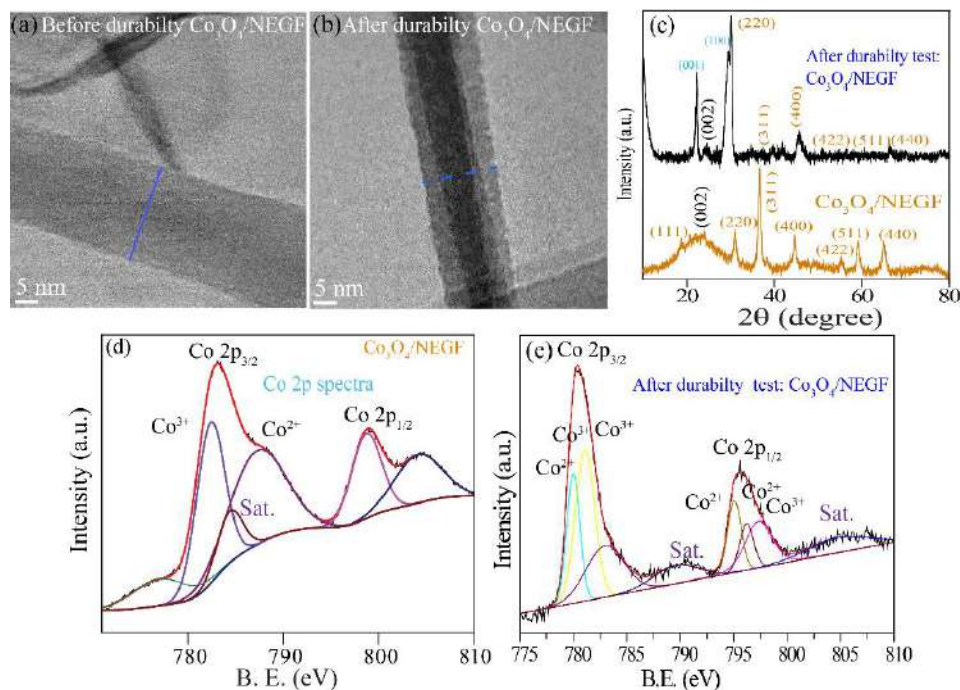 (a) Before durabilty Co₃O₄/NEGF
5 nm
(b) After durabilty Co₃O₄/NEGF
5 nm
(c)
(220)
(100)
(001)
(002)
After durabilty test:
Co₃O₄/NEGF
(311)
(400)
(422) (511) (440)
Co₃O₄/NEGF
(111)
(002)
(220)
(311)
(400)
(422)
(511)
(440)
Intensity (a.u.)
20 40 60 80
2θ (degree)
(d)
Co 2p3/2
Co₃O₄/NEGF
Co 2p spectra
Co³⁺
Co²⁺
Co 2p1/2
Sat.
Intensity (a.u.)
780 790 800 810
B. E. (eV)
(e)
Co 2p3/2
After durabilty test: Co₃O₄/NEGF
Co³⁺
Co³⁺
Co²⁺
Co 2p1/2
Co²⁺
Co²⁺
Co³⁺
Sat.
Sat.
Intensity (a.u.)
775 780 785 790 795 800 805 810
B.E. (eV)